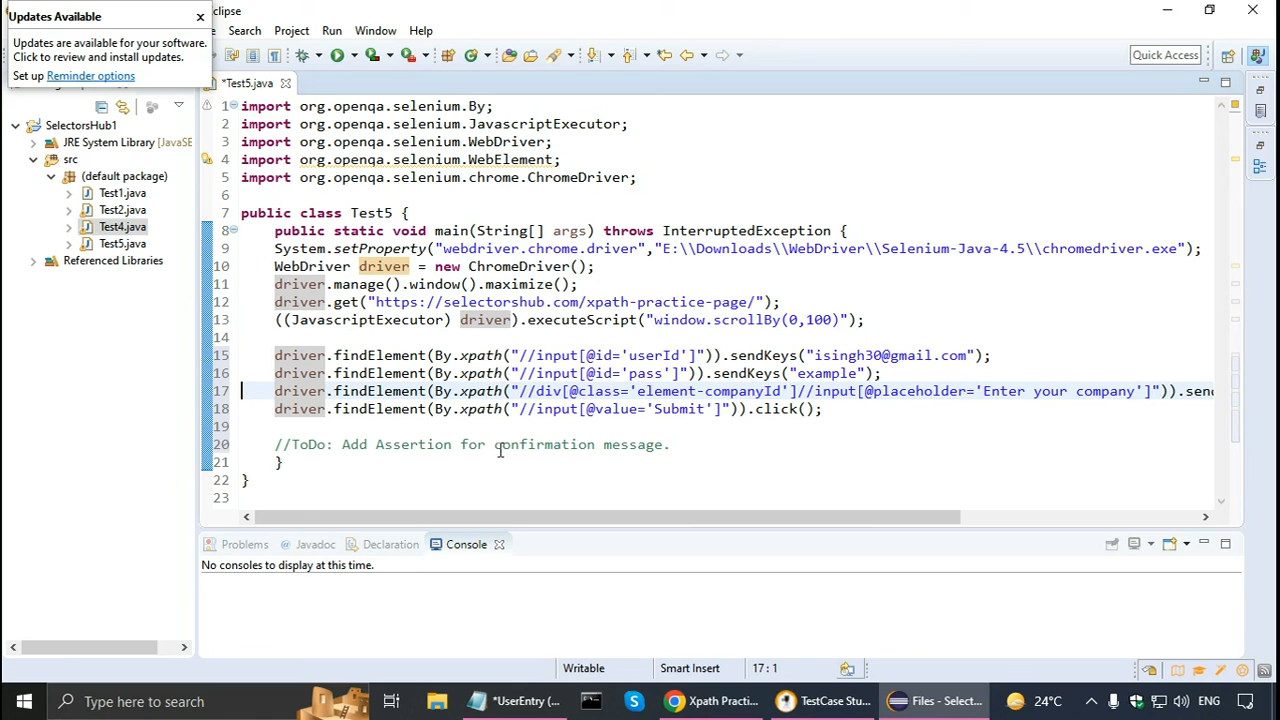 Updates Available
clipse
Updates are available for your software.
Click to review and install updates.
Set up Reminder options
Search Project Run Window Help
Quick Access
*Test5.java
SelectorsHub1
JRE System Library [JavaSE
src
(default package)
Test1.java
Test2.java
Test4.java
Test5.java
Referenced Libraries
1 import org.openqa.selenium.By;
2 import org.openqa.selenium.JavascriptExecutor;
3 import org.openqa.selenium.WebDriver;
4 import org.openqa.selenium.WebElement;
5 import org.openqa.selenium.chrome.ChromeDriver;
6
7 public class Test5 {
8 public static void main(String[] args) throws InterruptedException {
9 System.setProperty("webdriver.chrome.driver","E:\\Downloads\\WebDriver\\Selenium-Java-4.5\\chromedriver.exe");
10 WebDriver driver = new ChromeDriver();
11 driver.manage().window().maximize();
12 driver.get("https://selectorshub.com/xpath-practice-page/");
13 ((JavascriptExecutor) driver).executeScript("window.scrollBy(0,100)");
14
15 driver.findElement(By.xpath("//input[@id='userId']")).sendKeys("isingh30@gmail.com");
16 driver.findElement(By.xpath("//input[@id='pass']")).sendKeys("example");
17 driver.findElement(By.xpath("//div[@class='element-companyId']//input[@placeholder='Enter your company']")).send
18 driver.findElement(By.xpath("//input[@value='Submit']")).click();
19
20 //ToDo: Add Assertion for confirmation message.
21 }
22 }
23
Problems Javadoc Declaration Console
No consoles to display at this time.
Writable Smart Insert 17 : 1
Type here to search *UserEntry (... Xpath Practi... TestCase Stu... Files - Select... 24°C ENG